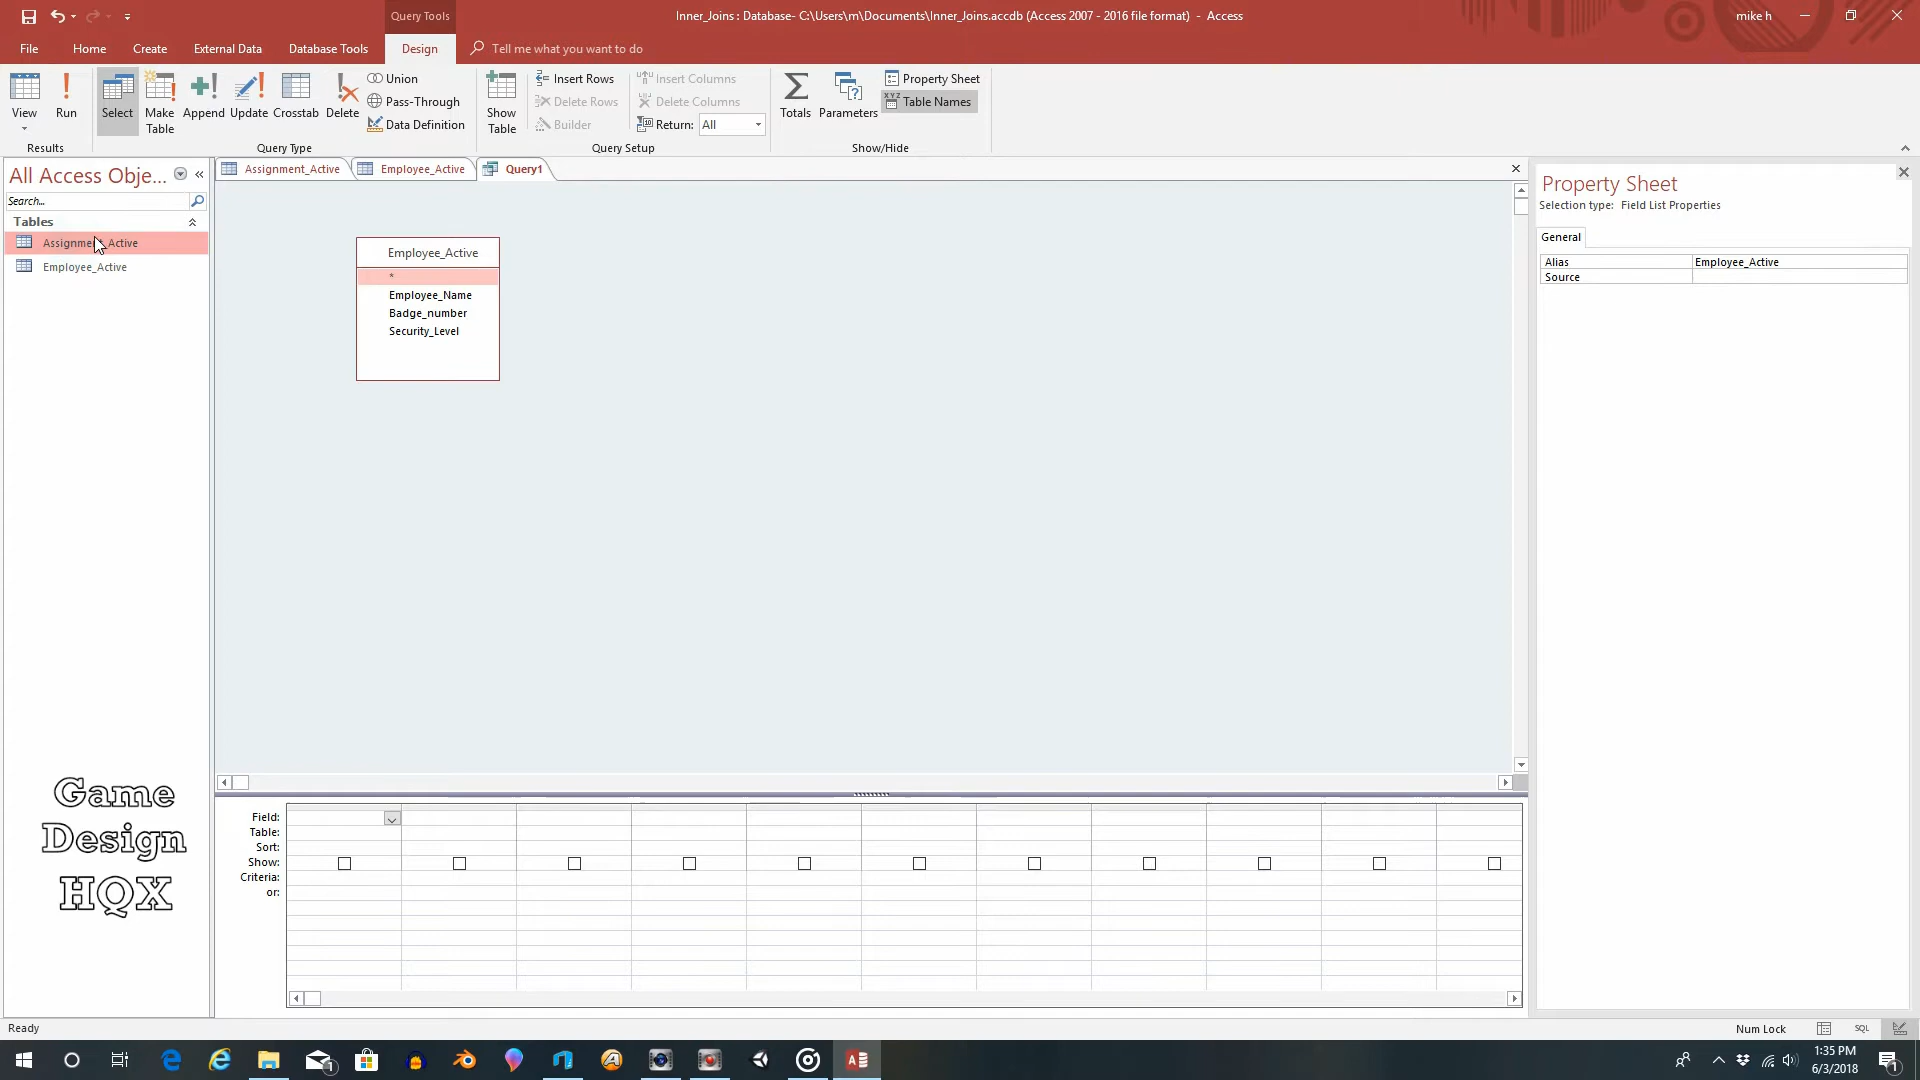 Query Tools
Inner_Joins : Database- C:\Users\m\Documents\Inner_Joins.accdb (Access 2007 - 2016 file format)  -  Access
mike h
File
Home
Create
External Data
Database Tools
Design
Tell me what you want to do
View
Run
Select
Make
Table
Append
Update
Crosstab
Delete
Union
Pass-Through
Data Definition
Show
Table
Insert Rows
Delete Rows
Builder
Insert Columns
Delete Columns
Return:
All
Totals
Parameters
Property Sheet
XYZ
Table Names
Results
Query Type
Query Setup
Show/Hide
All Access Obje...
Search...
Tables
Assignment_Active
Employee_Active
Assignment_Active
Employee_Active
Query1
Employee_Active
*
Employee_Name
Badge_number
Security_Level
Property Sheet
Selection type:   Field List Properties
General
Alias
Employee_Active
Source
Field:
Table:
Sort:
Show:
Criteria:
or:
Game
Design
HQX
Ready
Num Lock
SQL
1:35 PM
6/3/2018